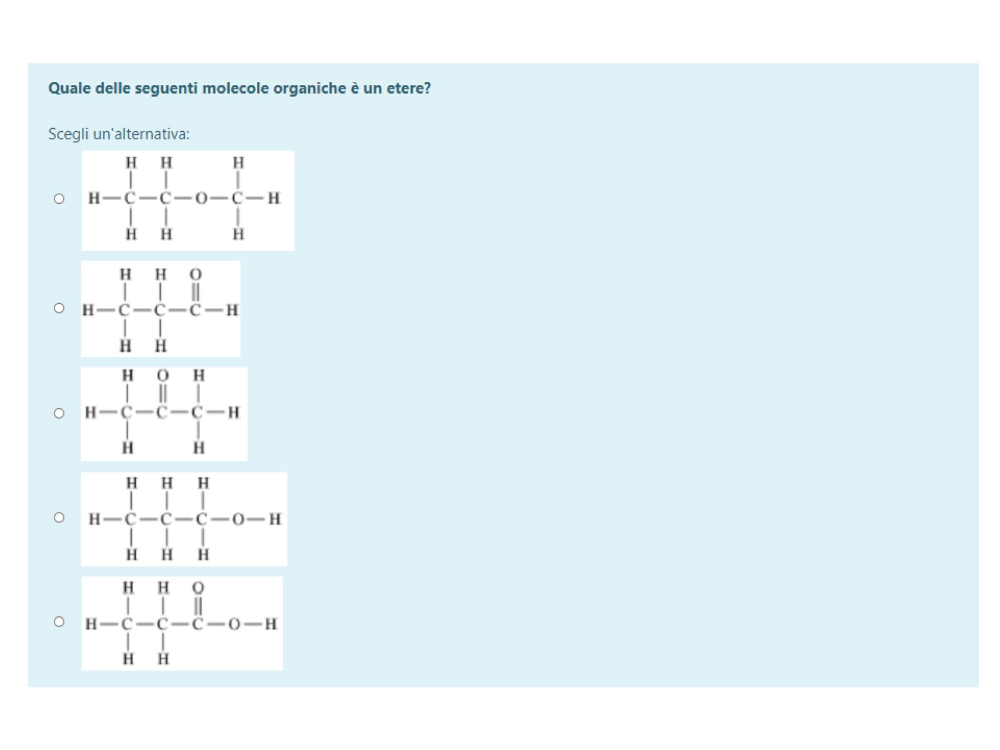 Quale delle seguenti molecole organiche è un etere?
Scegli un'alternativa:
H H H
H—C—C—O—C—H
H H H
H H O
H—C—C—C—H
H H
H O H
H—C—C—C—H
H H
H H H
H—C—C—C—O—H
H H H
H H O
H—C—C—C—O—H
H H